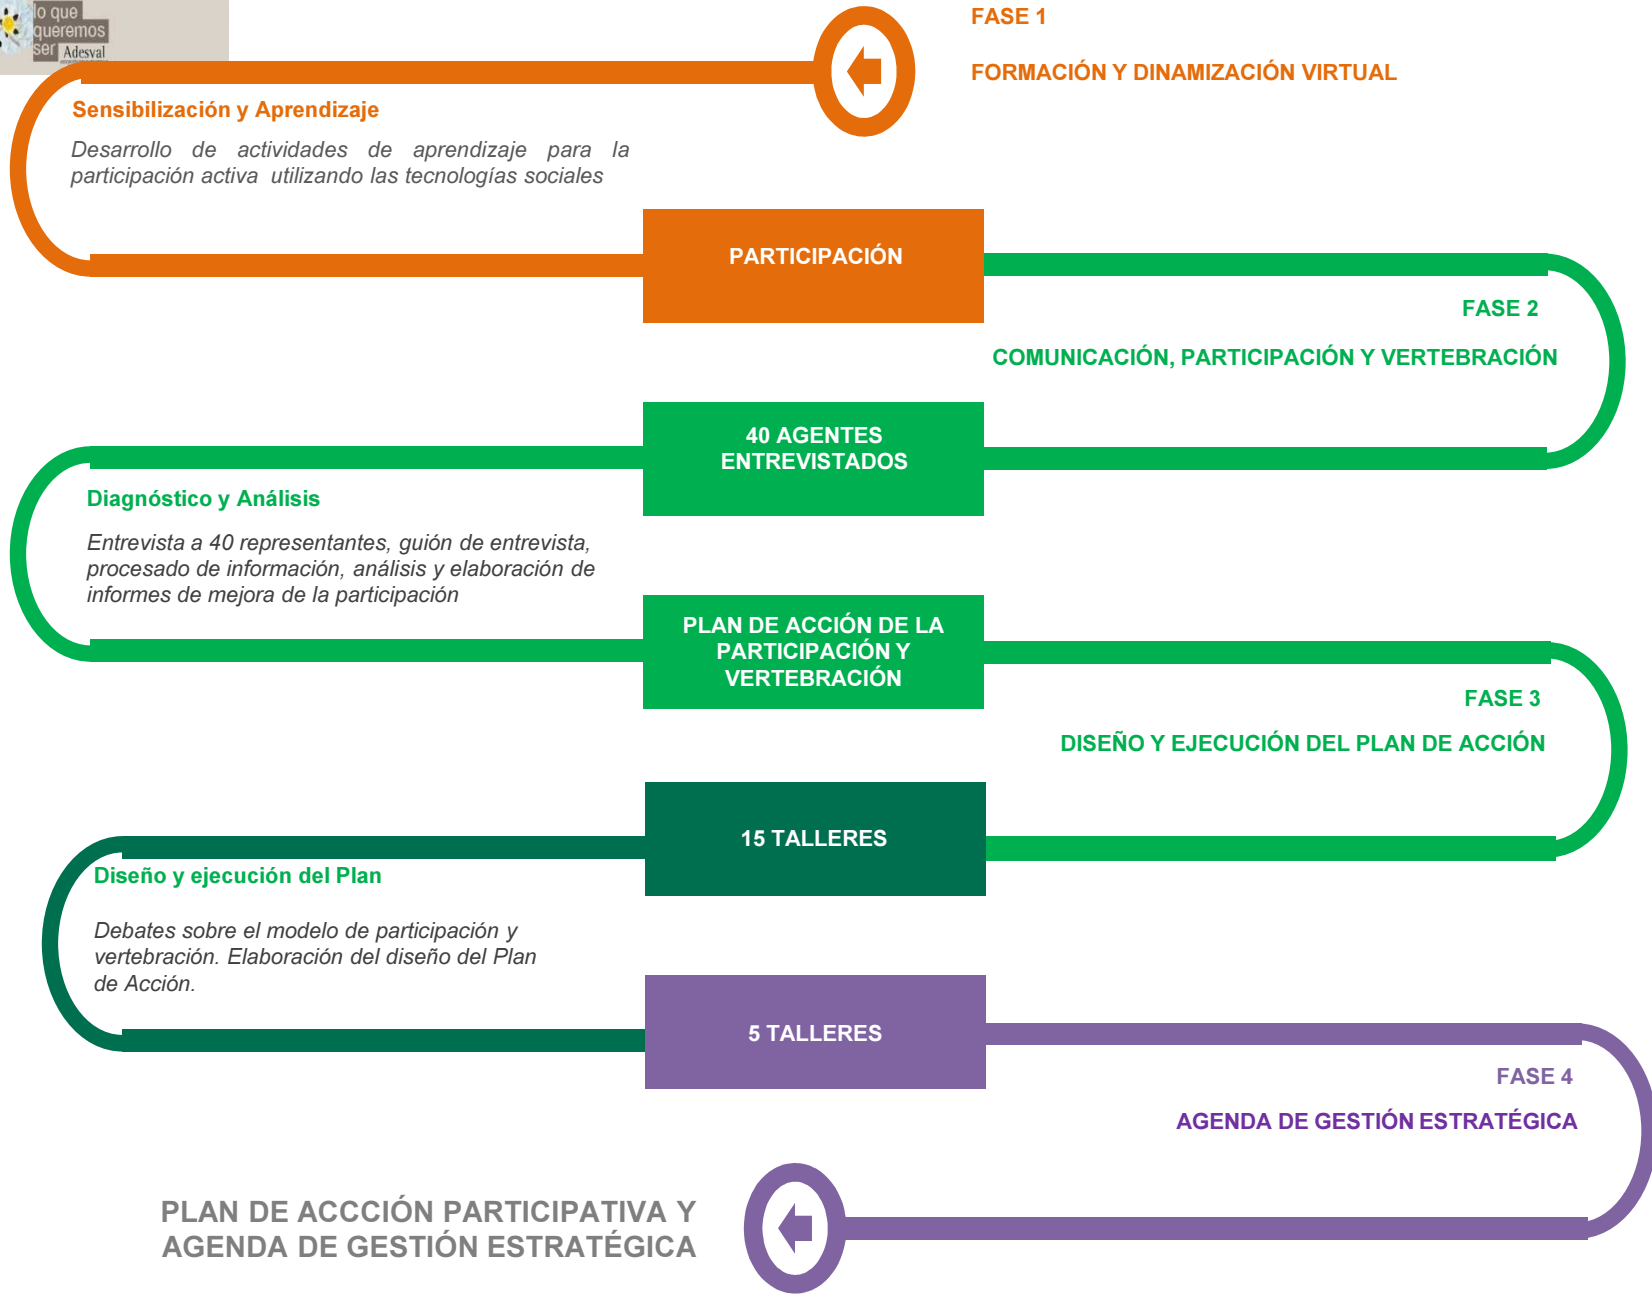 lo que
queremos
ser Adesval
FASE 1
FORMACIÓN Y DINAMIZACIÓN VIRTUAL
Sensibilización y Aprendizaje
Desarrollo de actividades de aprendizaje para la
participación activa utilizando las tecnologías sociales
PARTICIPACIÓN
FASE 2
COMUNICACIÓN, PARTICIPACIÓN Y VERTEBRACIÓN
40 AGENTES
ENTREVISTADOS
Diagnóstico y Análisis
Entrevista a 40 representantes, guión de entrevista,
procesado de información, análisis y elaboración de
informes de mejora de la participación
PLAN DE ACCIÓN DE LA
PARTICIPACIÓN Y
VERTEBRACIÓN
FASE 3
DISEÑO Y EJECUCIÓN DEL PLAN DE ACCIÓN
15 TALLERES
Diseño y ejecución del Plan
Debates sobre el modelo de participación y
vertebración. Elaboración del diseño del Plan
de Acción.
5 TALLERES
FASE 4
AGENDA DE GESTIÓN ESTRATÉGICA
PLAN DE ACCCIÓN PARTICIPATIVA Y
AGENDA DE GESTIÓN ESTRATÉGICA